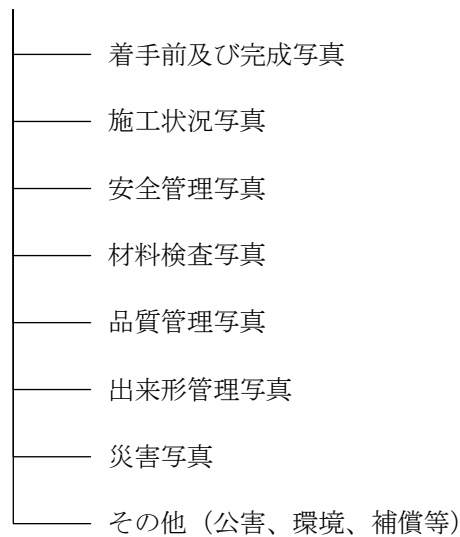 着手前及び完成写真
施工状況写真
安全管理写真
材料検査写真
品質管理写真
出来形管理写真
災害写真
その他（公害、環境、補償等）